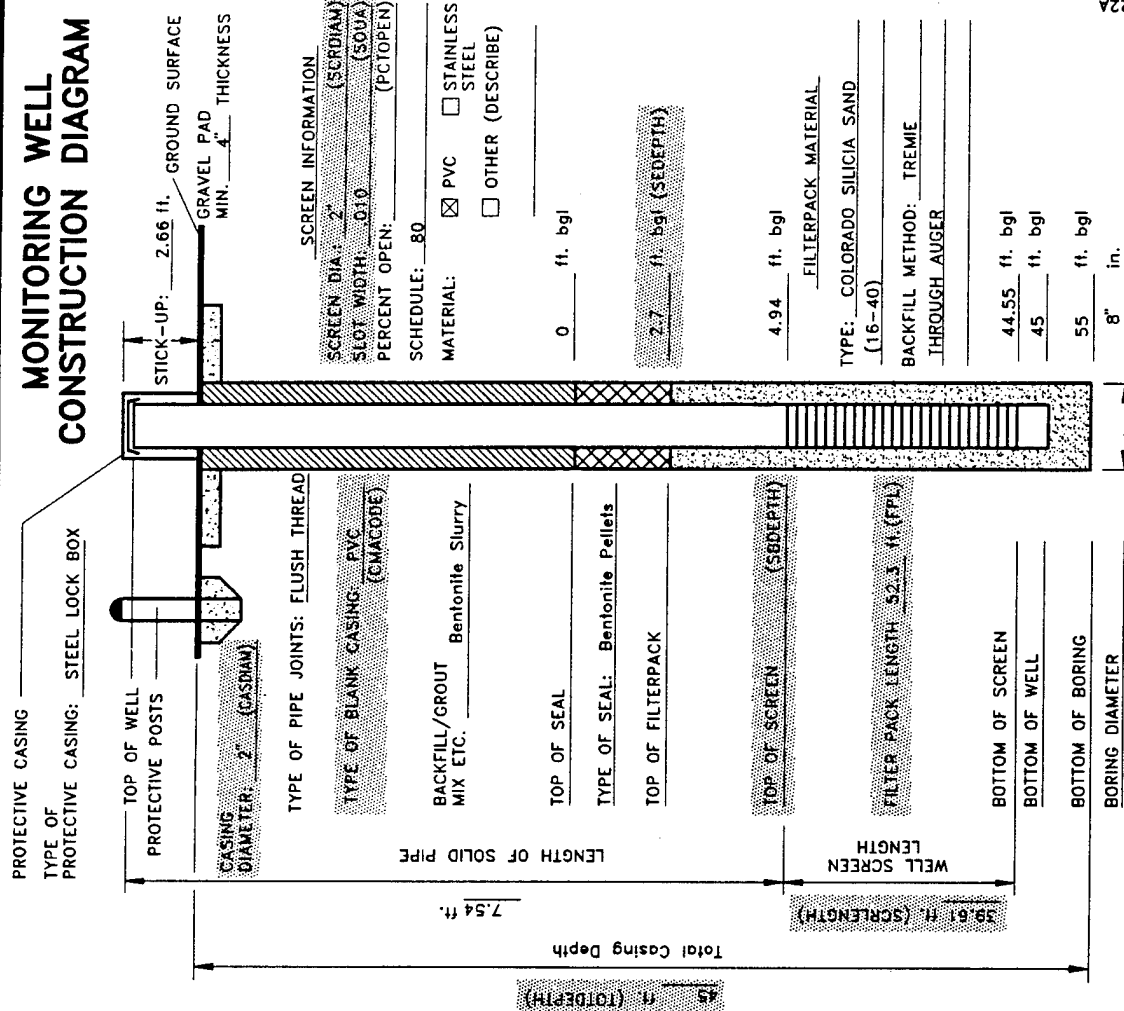 MONITORING WELL
CONSTRUCTION DIAGRAM
PROTECTIVE CASING
TYPE OF
PROTECTIVE CASING: STEEL LOCK BOX
TOP OF WELL
PROTECTIVE POSTS
STICK-UP: 2.66 ft.
GROUND SURFACE
GRAVEL PAD
MIN. 4" THICKNESS
CASING
DIAMETER: 2" (CASDIAM)
TYPE OF PIPE JOINTS: FLUSH THREAD
TYPE OF BLANK CASING: PVC
(CMACODE)
BACKFILL/GROUT
MIX ETC. Bentonite Slurry
SCREEN INFORMATION
SCREEN DIA.: 2" (SCRDIAM)
SLOT WIDTH: .010 (SOUA)
PERCENT OPEN: (PCTOPEN)
SCHEDULE: 80
MATERIAL: ☒ PVC ☐ STAINLESS
STEEL
☐ OTHER (DESCRIBE)
TOP OF SEAL 0 ft. bgl
TYPE OF SEAL: Bentonite Pellets
TOP OF FILTERPACK 2.7 ft. bgl (SEDEPTH)
TOP OF SCREEN (SBDEPTH) 4.94 ft. bgl
FILTERPACK MATERIAL
TYPE: COLORADO SILICIA SAND
(16-40)
BACKFILL METHOD: TREMIE
THROUGH AUGER
FILTER PACK LENGTH 52.3 ft.(FPL)
BOTTOM OF SCREEN 44.55 ft. bgl
BOTTOM OF WELL 45 ft. bgl
BOTTOM OF BORING 55 ft. bgl
BORING DIAMETER 8" in.
LENGTH OF SOLID PIPE
7.54 ft.
WELL SCREEN
LENGTH
39.61 ft. (SCRLENGTH)
Total Casing Depth
45 ft. (TOTDEPTH)
22A